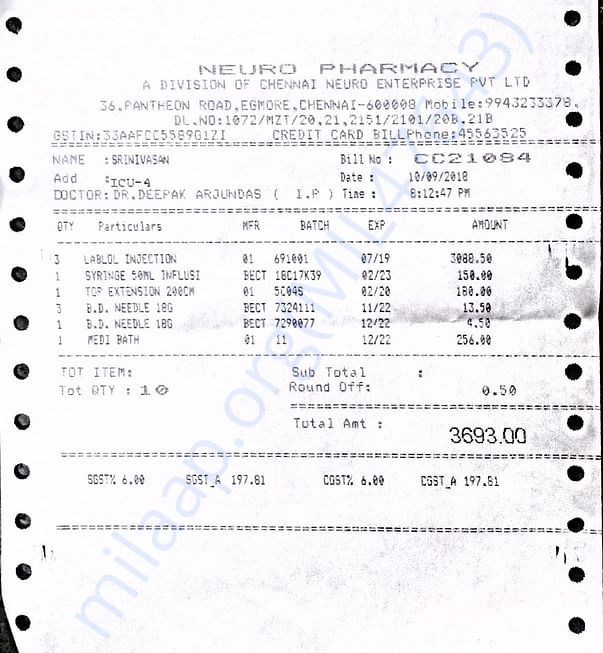 NEURO PHARMACY
A DIVISION OF CHENNAI NEURO ENTERPRISE PVT LTD
36,PANTHEON ROAD,EGMORE,CHENNAI-600008 Mobile:9943233378,
DL.NO:1072/MZT/20,21,2151/2101/20B,21B
GSTIN:33AAFCC5589G1ZI CREDIT CARD BILL Phone:45563525
NAME :SRINIVASAN Bill No : CC21084
Add :ICU-4 Date : 10/09/2018
DOCTOR:DR.DEEPAK ARJUNDAS ( I.P ) Time : 8:12:47 PM
QTY Particulars MFR BATCH EXP AMOUNT
3 LABLOL INJECTION 01 691001 07/19 3088.50
1 SYRINGE 50ML INFLUSI BECT 18C17K39 02/23 150.00
1 TOP EXTENSION 200CM 01 5C04S 02/20 180.00
3 B.D. NEEDLE 18G BECT 7324111 11/22 13.50
1 B.D. NEEDLE 18G BECT 7290077 12/22 4.50
1 MEDI BATH 01 11 12/22 256.00
TOT ITEM: Sub Total :
Tot QTY : 10 Round Off: 0.50
Total Amt : 3693.00
SGST% 6.00 SGST_A 197.81 CGST% 6.00 CGST_A 197.81